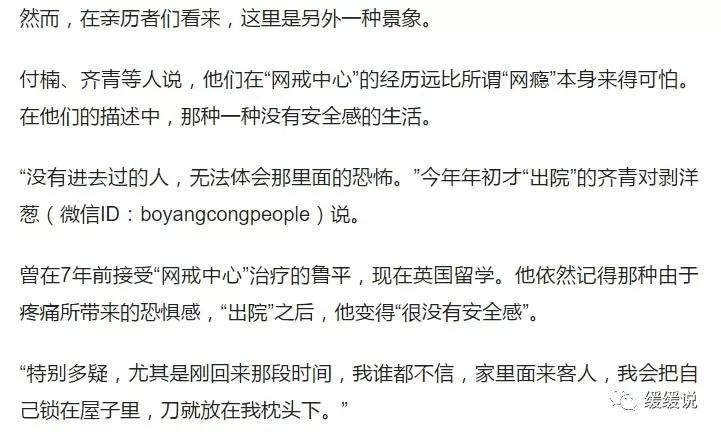 然而，在亲历者们看来，这里是另外一种景象。
付楠、齐青等人说，他们在“网戒中心”的经历远比所谓“网瘾”本身来得可怕。
在他们的描述中，那种一种没有安全感的生活。
“没有进去过的人，无法体会那里面的恐怖。”今年年初才“出院”的齐青对剥洋
葱（微信ID：boyangcongpeople）说。
曾在7年前接受“网戒中心”治疗的鲁平，现在英国留学。他依然记得那种由于
疼痛所带来的恐惧感，“出院”之后，他变得“很没有安全感”。
“特别多疑，尤其是刚回来那段时间，我谁都不信，家里面来客人，我会把自
己锁在屋子里，刀就放在我枕头下。”
缓缓说